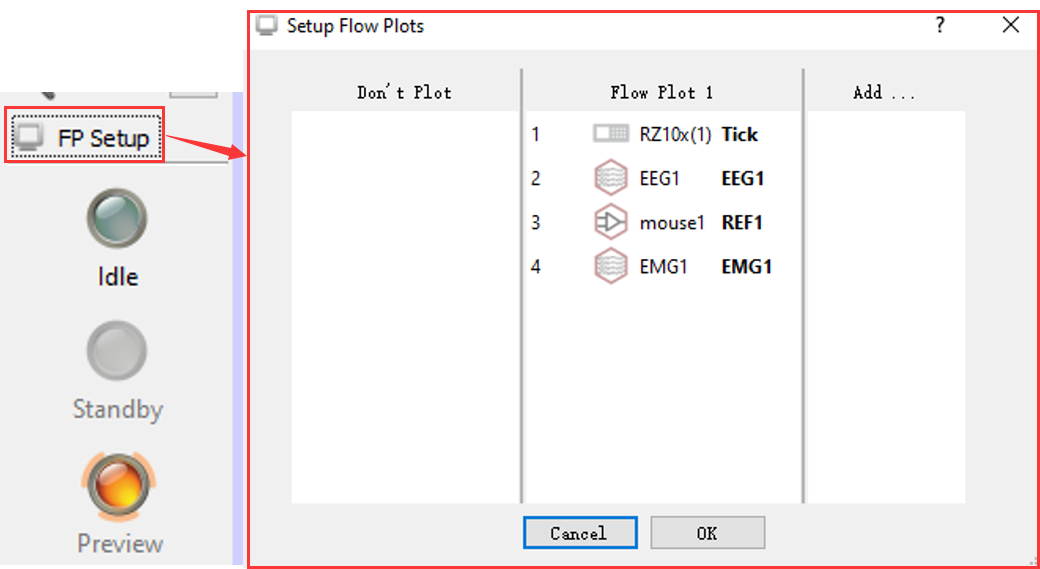 Setup Flow Plots
?
FP Setup
Idle
Standby
Preview
Don't Plot
Flow Plot 1
Add ...
1 RZ10x(1) Tick
2 EEG1 EEG1
3 mouse1 REF1
4 EMG1 EMG1
Cancel
OK